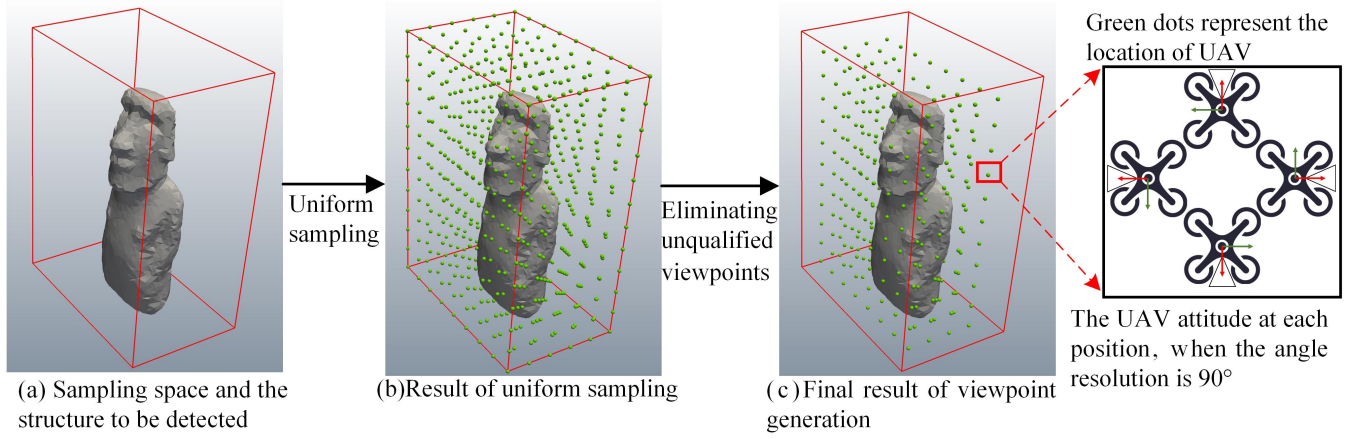 Green dots represent the
location of UAV
Uniform
sampling
Eliminating
unqualified
viewpoints
The UAV attitude at each
position, when the angle
resolution is 90°
(a) Sampling space and the
structure to be detected
(b)Result of uniform sampling
(c)Final result of viewpoint
generation